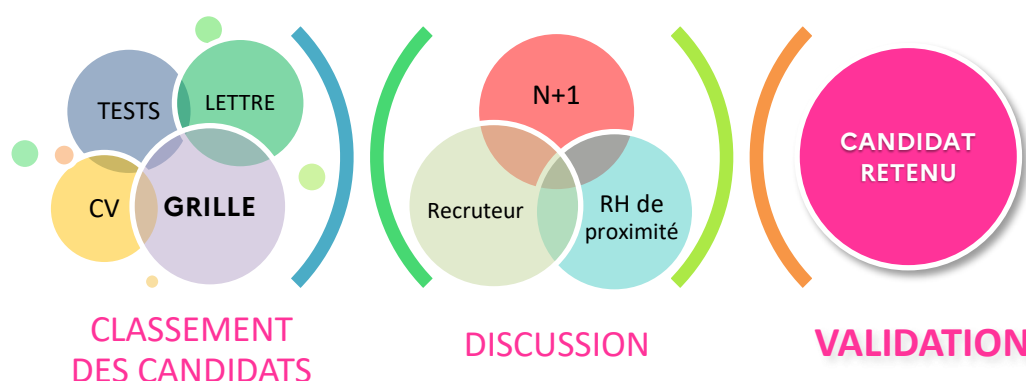 TESTS
LETTRE
CV
GRILLE
CLASSEMENT
DES CANDIDATS
N+1
Recruteur
RH de
proximité
DISCUSSION
CANDIDAT
RETENU
VALIDATION